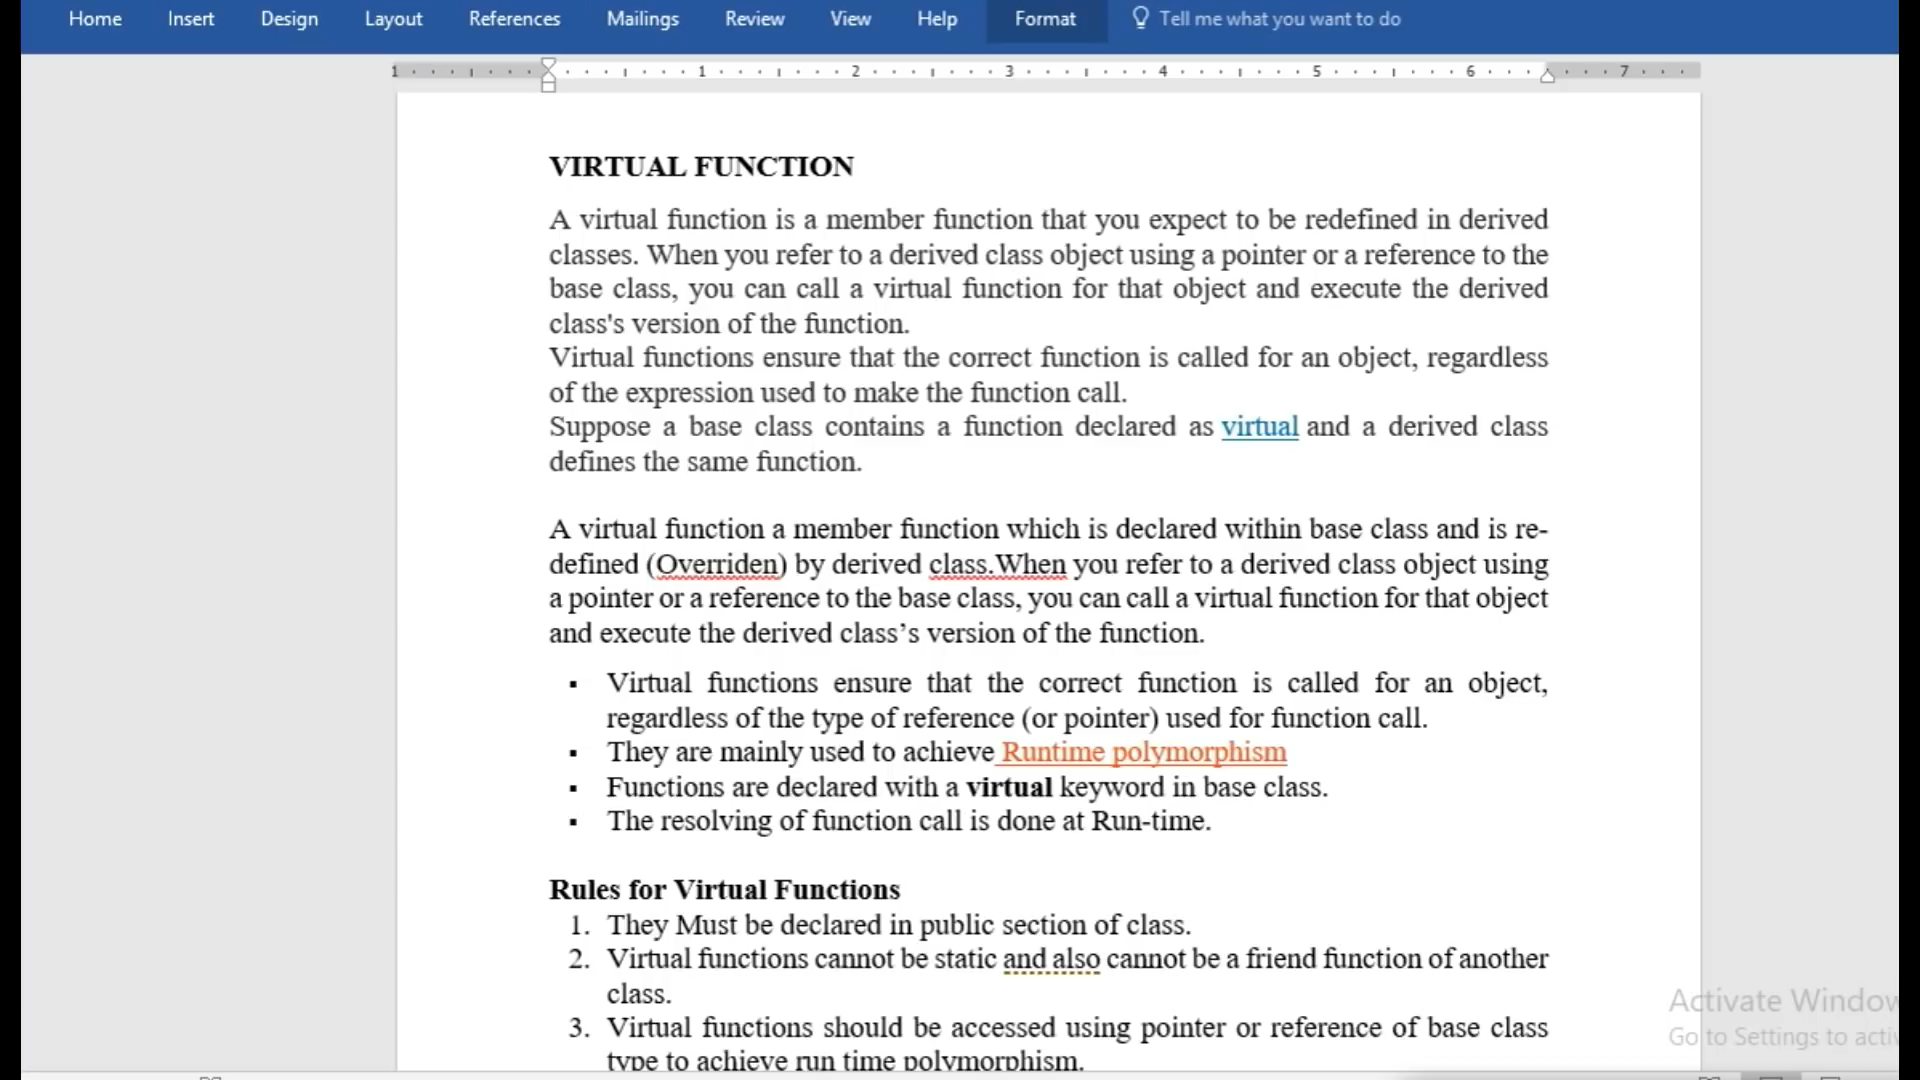 Home Insert Design Layout References Mailings Review View Help Format Tell me what you want to do
1 1 2 3 4 5 6 7
VIRTUAL FUNCTION
A virtual function is a member function that you expect to be redefined in derived
classes. When you refer to a derived class object using a pointer or a reference to the
base class, you can call a virtual function for that object and execute the derived
class's version of the function.
Virtual functions ensure that the correct function is called for an object, regardless
of the expression used to make the function call.
Suppose a base class contains a function declared as virtual and a derived class
defines the same function.
A virtual function a member function which is declared within base class and is re-
defined (Overriden) by derived class.When you refer to a derived class object using
a pointer or a reference to the base class, you can call a virtual function for that object
and execute the derived class’s version of the function.
▪ Virtual functions ensure that the correct function is called for an object,
regardless of the type of reference (or pointer) used for function call.
▪ They are mainly used to achieve Runtime polymorphism
▪ Functions are declared with a virtual keyword in base class.
▪ The resolving of function call is done at Run-time.
Rules for Virtual Functions
1. They Must be declared in public section of class.
2. Virtual functions cannot be static and also cannot be a friend function of another
class.
3. Virtual functions should be accessed using pointer or reference of base class
type to achieve run time polymorphism.
Activate Window
Go to Settings to activ